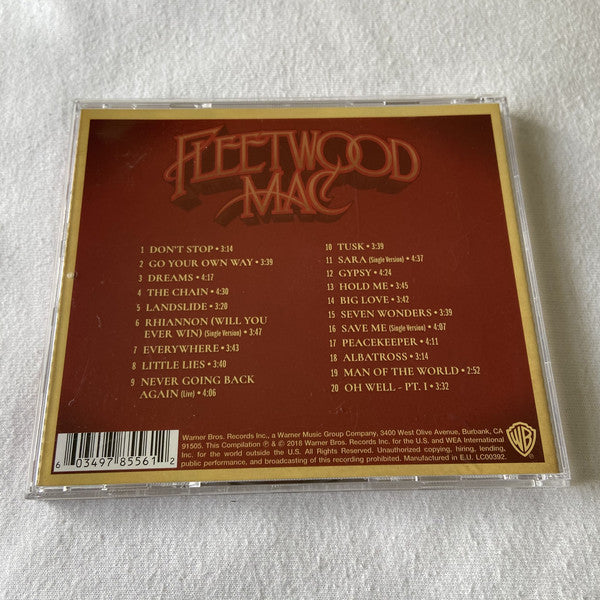 FLEETWOOD
MAC
1 DON'T STOP • 3:14
2 GO YOUR OWN WAY • 3:39
3 DREAMS • 4:17
4 THE CHAIN • 4:30
5 LANDSLIDE • 3:20
6 RHIANNON (WILL YOU
EVER WIN) (Single Version) • 3:47
7 EVERYWHERE • 3:43
8 LITTLE LIES • 3:40
9 NEVER GOING BACK
AGAIN (Live) • 4:06
10 TUSK • 3:39
11 SARA (Single Version) • 4:37
12 GYPSY • 4:24
13 HOLD ME • 3:45
14 BIG LOVE • 3:42
15 SEVEN WONDERS • 3:39
16 SAVE ME (Single Version) • 4:07
17 PEACEKEEPER • 4:11
18 ALBATROSS • 3:14
19 MAN OF THE WORLD • 2:52
20 OH WELL - PT. 1 • 3:32
6 03497 85561 2
Warner Bros. Records Inc., a Warner Music Group Company, 3400 West Olive Avenue, Burbank, CA
91505. This Compilation ℗ & © 2018 Warner Bros. Records Inc. for the U.S. and WEA International
Inc. for the world outside the U.S. All Rights Reserved. Unauthorized copying, hiring, lending,
public performance, and broadcasting of this recording prohibited. Manufactured in E.U. LC00392.
WB